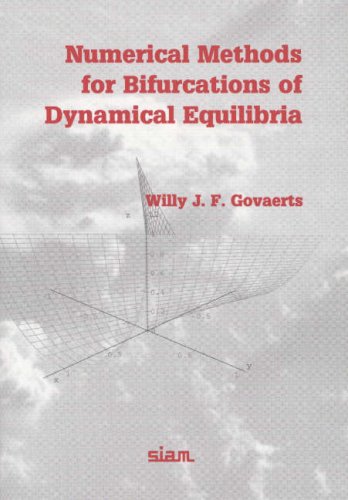 Numerical Methods
for Bifurcations of
Dynamical Equilibria
Willy J. F. Govaerts
z
x
y
siam